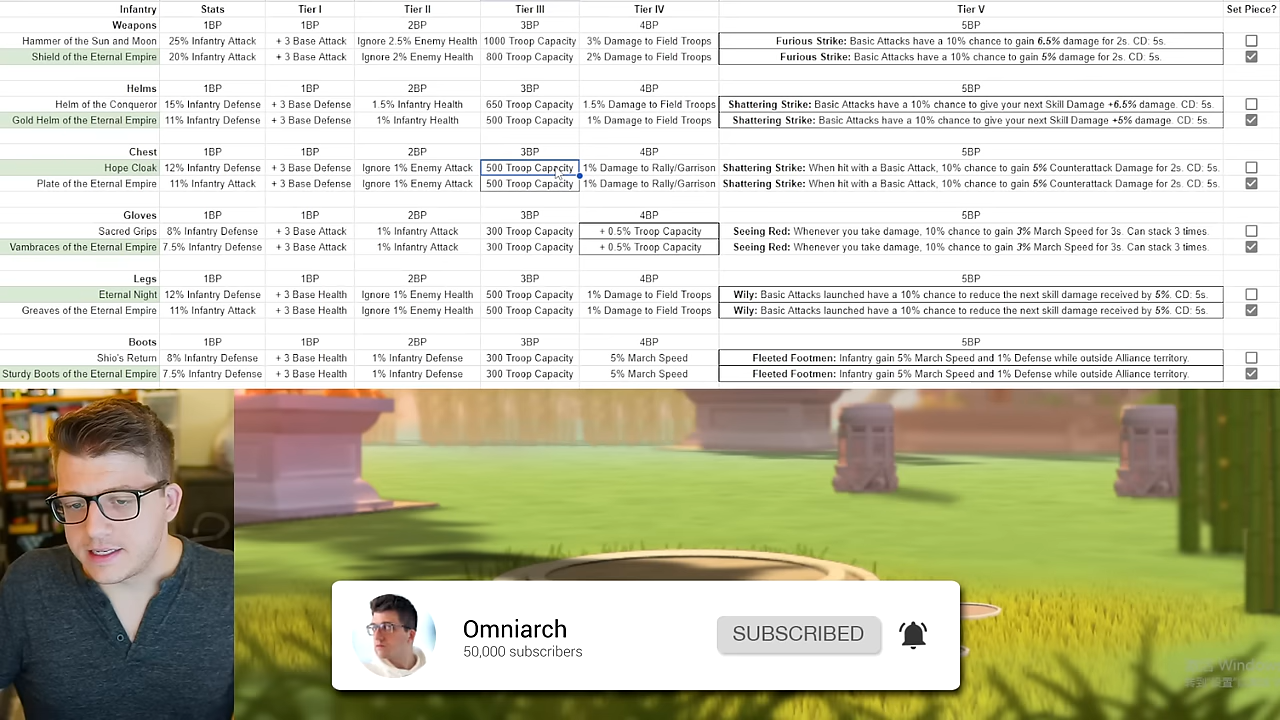 Infantry Stats Tier I Tier II Tier III Tier IV Tier V Set Piece?
Weapons 1BP 1BP 2BP 3BP 4BP 5BP
Hammer of the Sun and Moon 25% Infantry Attack + 3 Base Attack Ignore 2.5% Enemy Health 1000 Troop Capacity 3% Damage to Field Troops Furious Strike: Basic Attacks have a 10% chance to gain 6.5% damage for 2s. CD: 5s.
Shield of the Eternal Empire 20% Infantry Attack + 3 Base Attack Ignore 2% Enemy Health 800 Troop Capacity 2% Damage to Field Troops Furious Strike: Basic Attacks have a 10% chance to gain 5% damage for 2s. CD: 5s.
Helms 1BP 1BP 2BP 3BP 4BP 5BP
Helm of the Conqueror 15% Infantry Defense + 3 Base Defense 1.5% Infantry Health 650 Troop Capacity 1.5% Damage to Field Troops Shattering Strike: Basic Attacks have a 10% chance to give your next Skill Damage +6.5% damage. CD: 5s.
Gold Helm of the Eternal Empire 11% Infantry Defense + 3 Base Defense 1% Infantry Health 500 Troop Capacity 1% Damage to Field Troops Shattering Strike: Basic Attacks have a 10% chance to give your next Skill Damage +5% damage. CD: 5s.
Chest 1BP 1BP 2BP 3BP 4BP 5BP
Hope Cloak 12% Infantry Defense + 3 Base Defense Ignore 1% Enemy Attack 500 Troop Capacity 1% Damage to Rally/Garrison Shattering Strike: When hit with a Basic Attack, 10% chance to gain 5% Counterattack Damage for 2s. CD: 5s.
Plate of the Eternal Empire 11% Infantry Attack + 3 Base Defense Ignore 1% Enemy Attack 500 Troop Capacity 1% Damage to Rally/Garrison Shattering Strike: When hit with a Basic Attack, 10% chance to gain 5% Counterattack Damage for 2s. CD: 5s.
Gloves 1BP 1BP 2BP 3BP 4BP 5BP
Sacred Grips 8% Infantry Defense + 3 Base Attack 1% Infantry Attack 300 Troop Capacity + 0.5% Troop Capacity Seeing Red: Whenever you take damage, 10% chance to gain 3% March Speed for 3s. Can stack 3 times.
Vambraces of the Eternal Empire 7.5% Infantry Defense + 3 Base Attack 1% Infantry Attack 300 Troop Capacity + 0.5% Troop Capacity Seeing Red: Whenever you take damage, 10% chance to gain 3% March Speed for 3s. Can stack 3 times.
Legs 1BP 1BP 2BP 3BP 4BP 5BP
Eternal Night 12% Infantry Defense + 3 Base Health Ignore 1% Enemy Health 500 Troop Capacity 1% Damage to Field Troops Wily: Basic Attacks launched have a 10% chance to reduce the next skill damage received by 5%. CD: 5s.
Greaves of the Eternal Empire 11% Infantry Attack + 3 Base Health Ignore 1% Enemy Health 500 Troop Capacity 1% Damage to Field Troops Wily: Basic Attacks launched have a 10% chance to reduce the next skill damage received by 5%. CD: 5s.
Boots 1BP 1BP 2BP 3BP 4BP 5BP
Shio's Return 8% Infantry Defense + 3 Base Health 1% Infantry Defense 300 Troop Capacity 5% March Speed Fleeted Footmen: Infantry gain 5% March Speed and 1% Defense while outside Alliance territory.
Sturdy Boots of the Eternal Empire 7.5% Infantry Defense + 3 Base Health 1% Infantry Defense 300 Troop Capacity 5% March Speed Fleeted Footmen: Infantry gain 5% March Speed and 1% Defense while outside Alliance territory.
Omniarch
50,000 subscribers
SUBSCRIBED